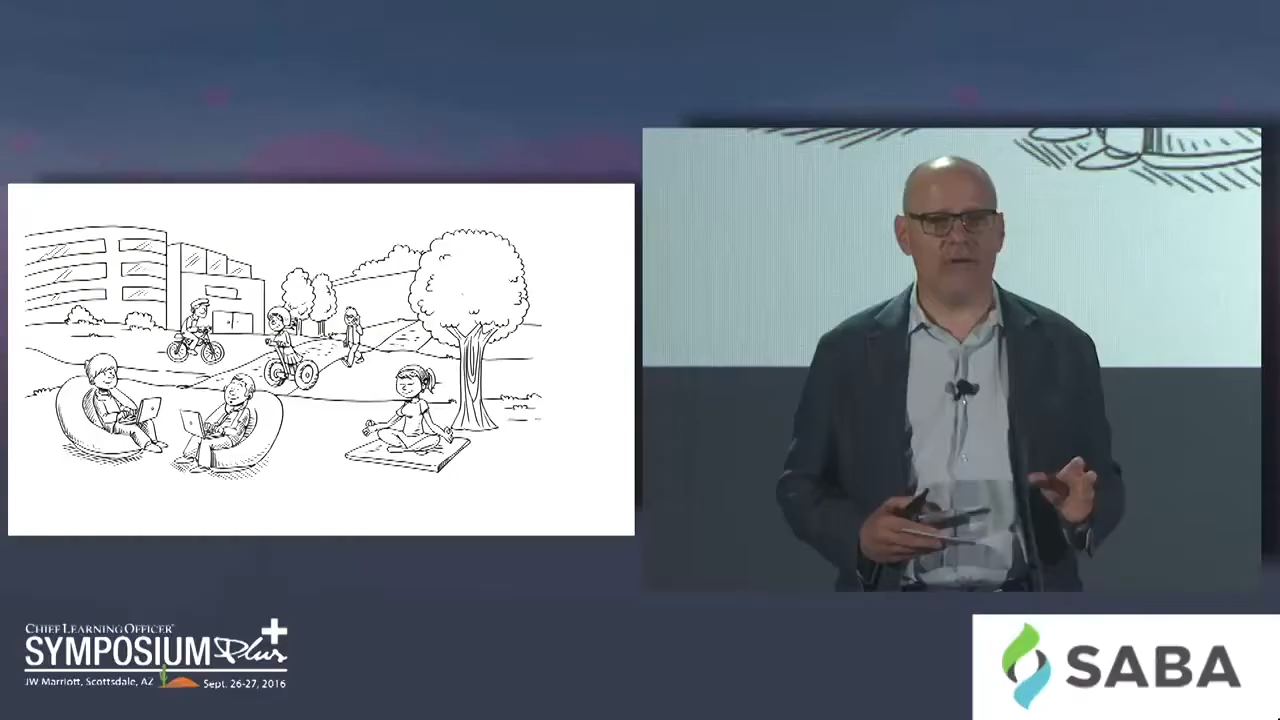 CHIEF LEARNING OFFICER
SYMPOSIUM Plus
JW Marriott, Scottsdale, AZ Sept. 26-27, 2016
SABA